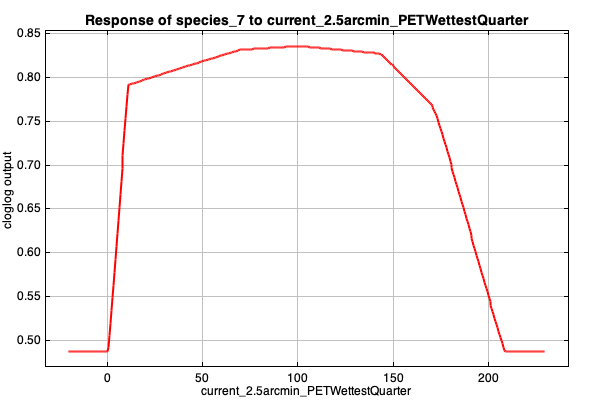 Response of species_7 to current_2.5arcmin_PETWettestQuarter
0.85
0.80
0.75
0.70
0.65
0.60
0.55
0.50
cloglog output
0 50 100 150 200
current_2.5arcmin_PETWettestQuarter